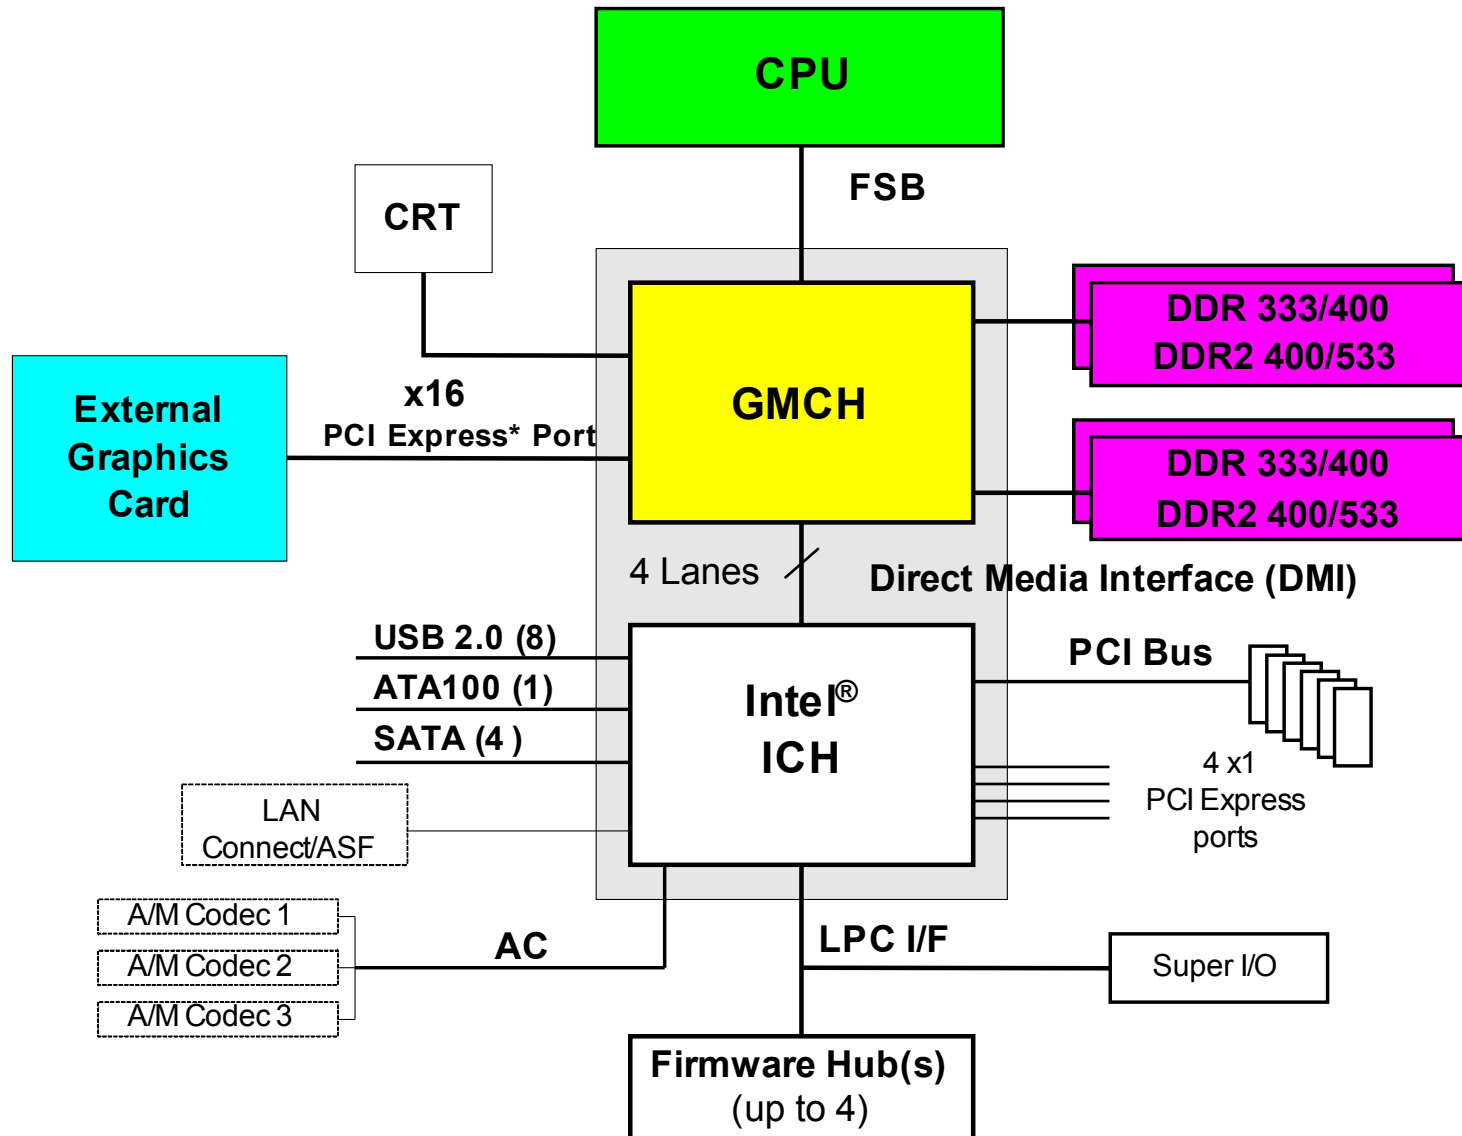 CPU
FSB
CRT
DDR 333/400
DDR2 400/533
GMCH
x16
PCI Express* Port
External
Graphics
Card
DDR 333/400
DDR2 400/533
4 Lanes
Direct Media Interface (DMI)
USB 2.0 (8)
ATA100 (1)
SATA (4 )
Intel®
ICH
PCI Bus
4 x1
PCI Express
ports
LAN
Connect/ASF
A/M Codec 1
A/M Codec 2
A/M Codec 3
AC
LPC I/F
Super I/O
Firmware Hub(s)
(up to 4)